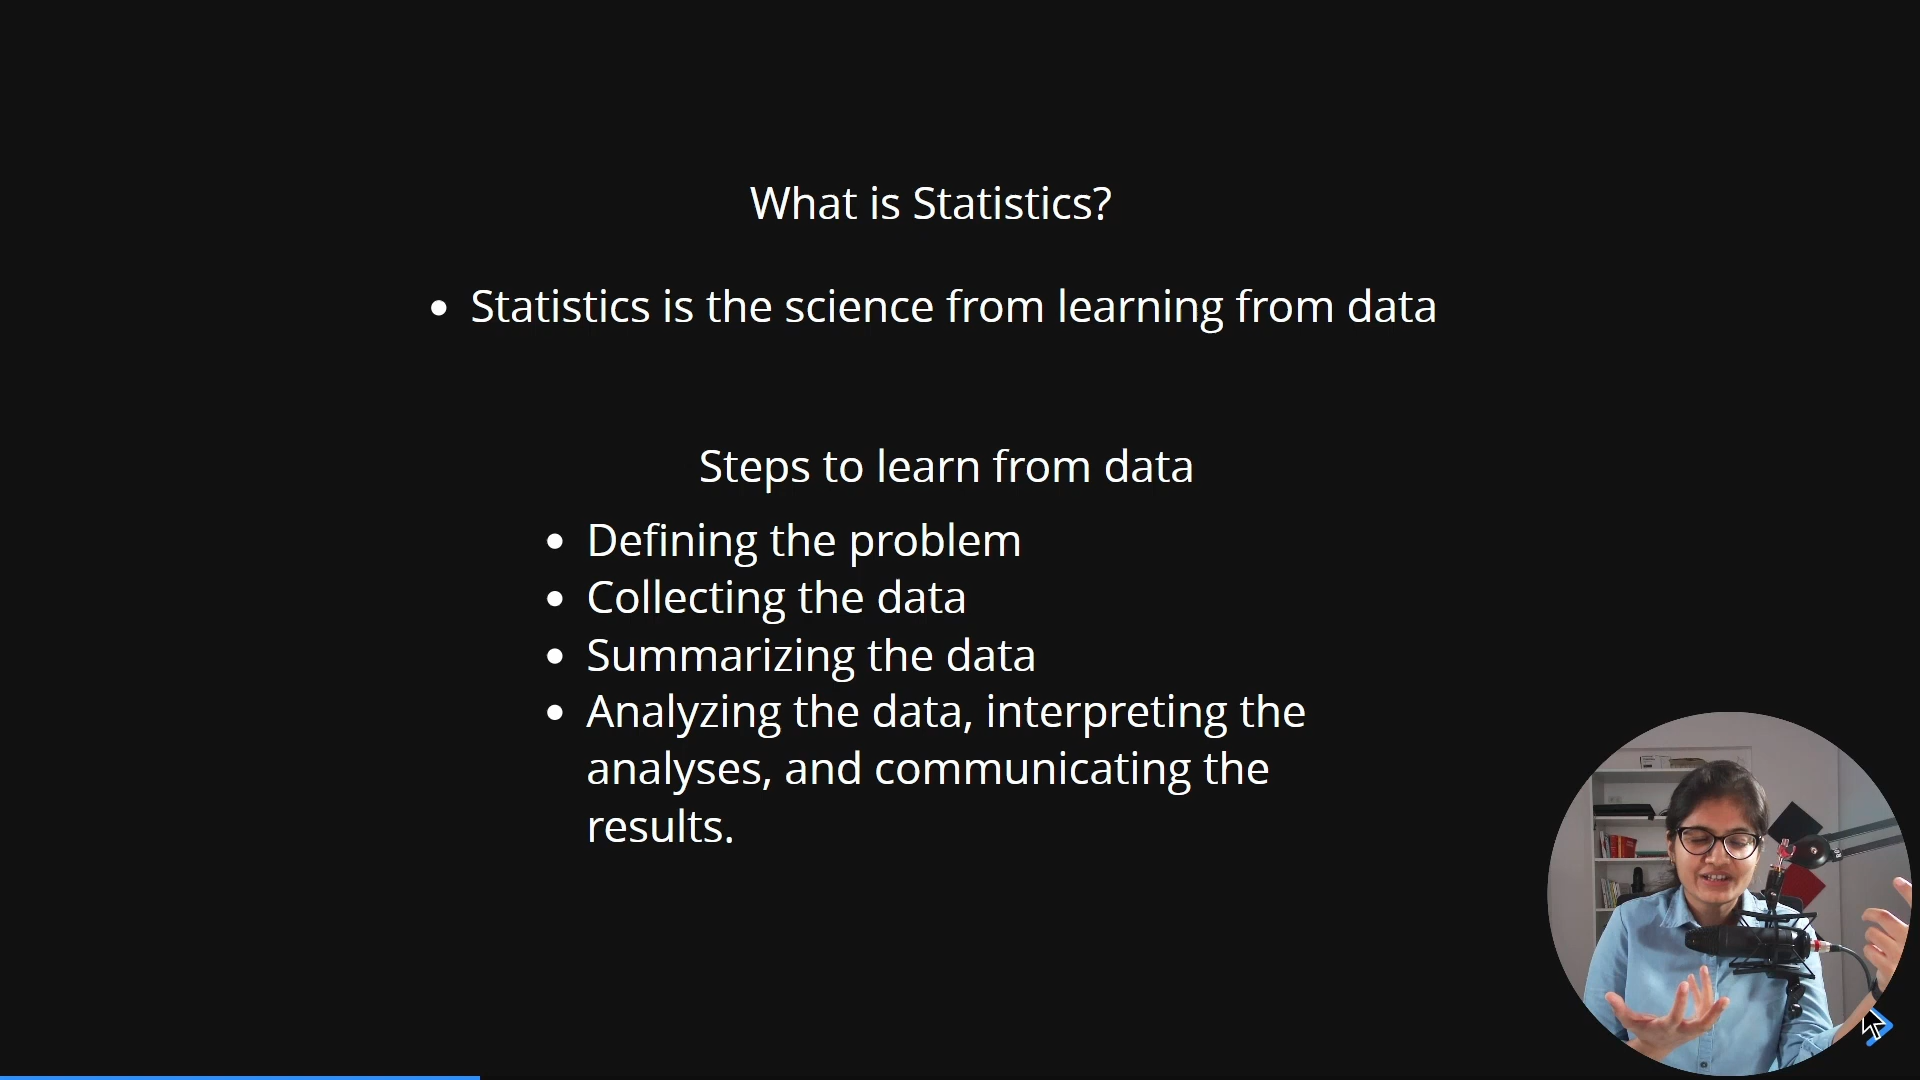 What is Statistics?
• Statistics is the science from learning from data
Steps to learn from data
• Defining the problem
• Collecting the data
• Summarizing the data
• Analyzing the data, interpreting the
analyses, and communicating the
results.